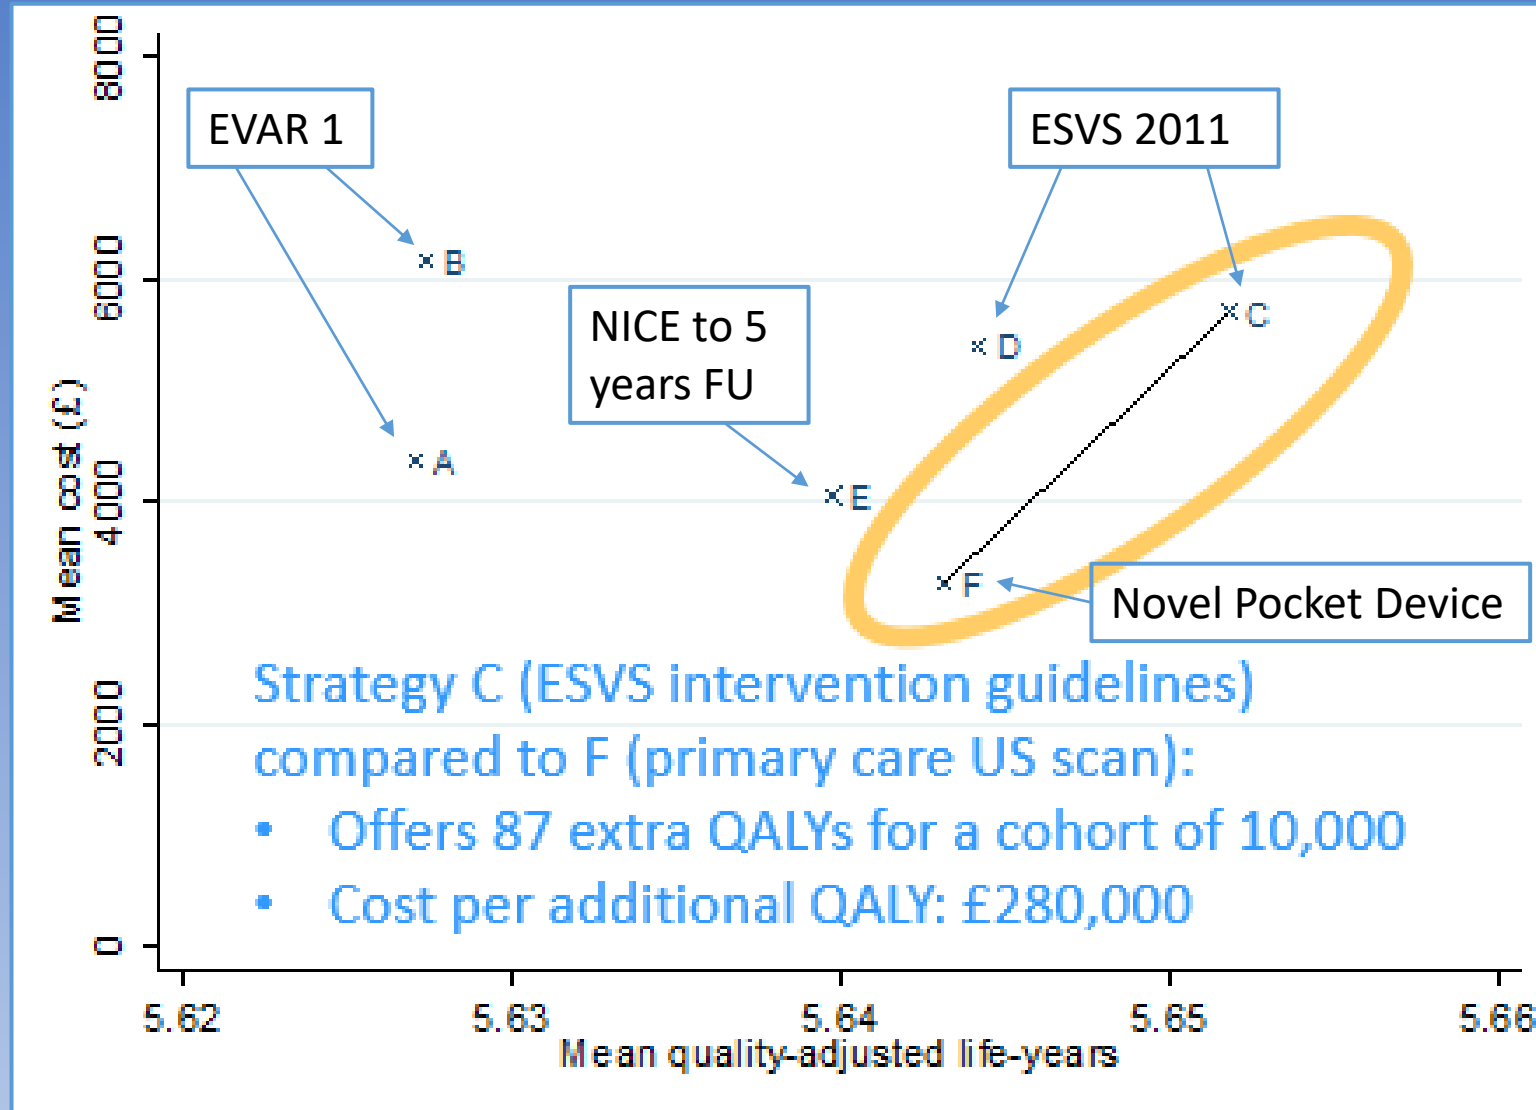 8000
6000
4000
2000
0
Mean cost (£)
EVAR 1
ESVS 2011
B
NICE to 5
years FU
D
C
A
E
F
Novel Pocket Device
Strategy C (ESVS intervention guidelines)
compared to F (primary care US scan):
• Offers 87 extra QALYs for a cohort of 10,000
• Cost per additional QALY: £280,000
5.62 5.63 5.64 5.65 5.66
Mean quality-adjusted life-years